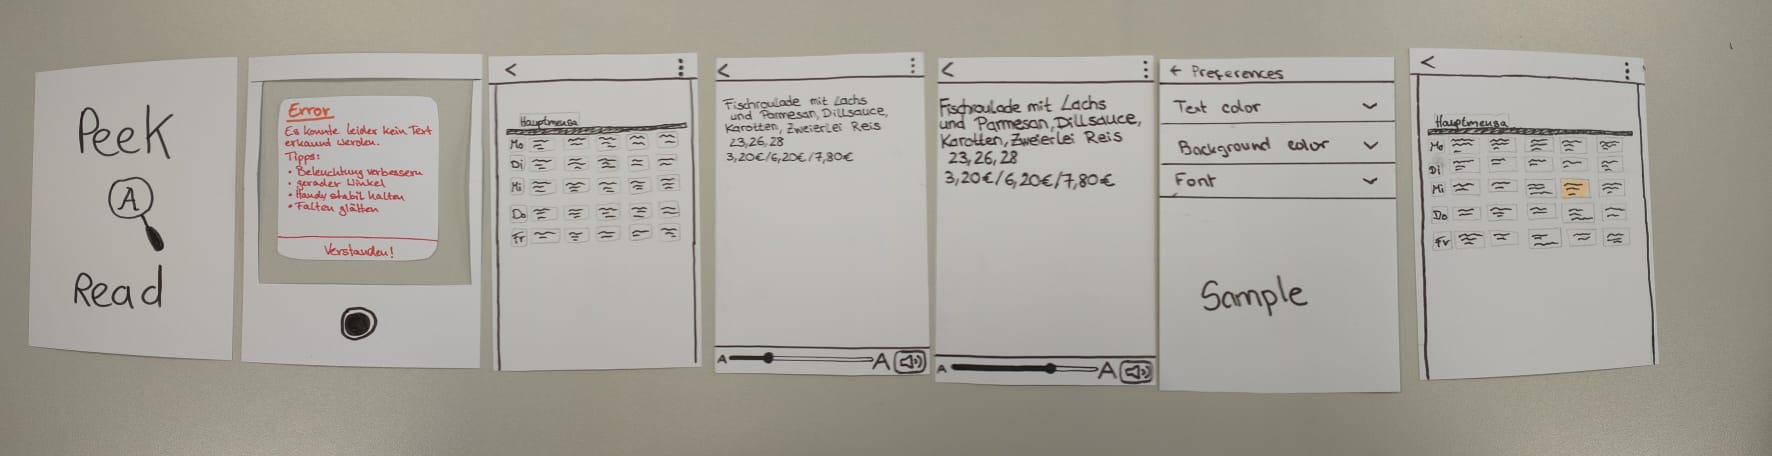 Peek
A
Read
Error
Es konnte leider kein Text
erkannt werden.
Tipps:
• Beleuchtung verbessern
• gerader Winkel
• Handy stabil halten
• Falten glätten
Verstanden!
<
Hauptmensa
Mo
Di
Mi
Do
Fr
<
Fischroulade mit Lachs
und Parmesan, Dillsauce,
Karotten, Zweierlei Reis
23, 26, 28
3,20€/6,20€/7,80€
A A
<
Fischroulade mit Lachs
und Parmesan, Dillsauce,
Karotten, Zweierlei Reis
23, 26, 28
3,20€/6,20€/7,80€
A A
← Preferences
Text color
Background color
Font
Sample
<
Hauptmensa
Mo
Di
Mi
Do
Fr